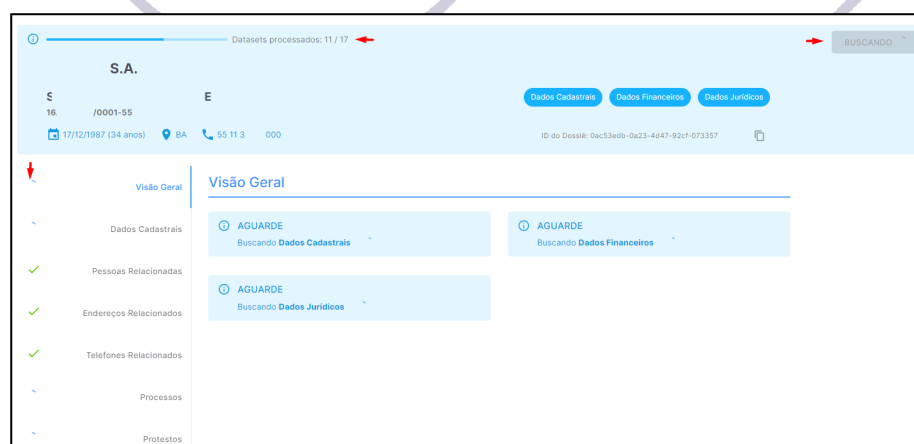 Datasets processados: 11 / 17
BUSCANDO
S.A.
S E
16. /0001-55
Dados Cadastrais Dados Financeiros Dados Jurídicos
17/12/1987 (34 anos) BA 55 11 3 000
ID do Dossiê: 0ac53edb-0a23-4d47-92cf-073357
Visão Geral
Visão Geral
AGUARDE
Buscando Dados Cadastrais
AGUARDE
Buscando Dados Financeiros
AGUARDE
Buscando Dados Jurídicos
Dados Cadastrais
Pessoas Relacionadas
Endereços Relacionados
Telefones Relacionados
Processos
Protestos